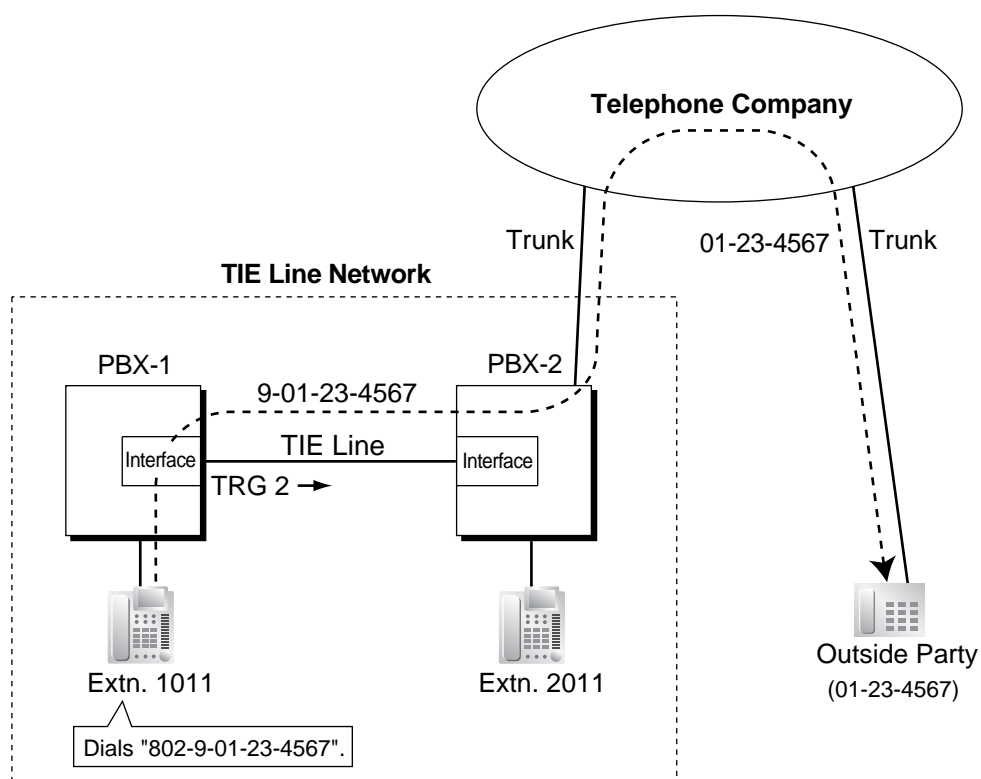 Telephone Company
Trunk
01-23-4567
Trunk
TIE Line Network
PBX-1
PBX-2
9-01-23-4567
Interface
TIE Line
Interface
TRG 2 →
Outside Party
(01-23-4567)
Extn. 1011
Extn. 2011
Dials "802-9-01-23-4567".